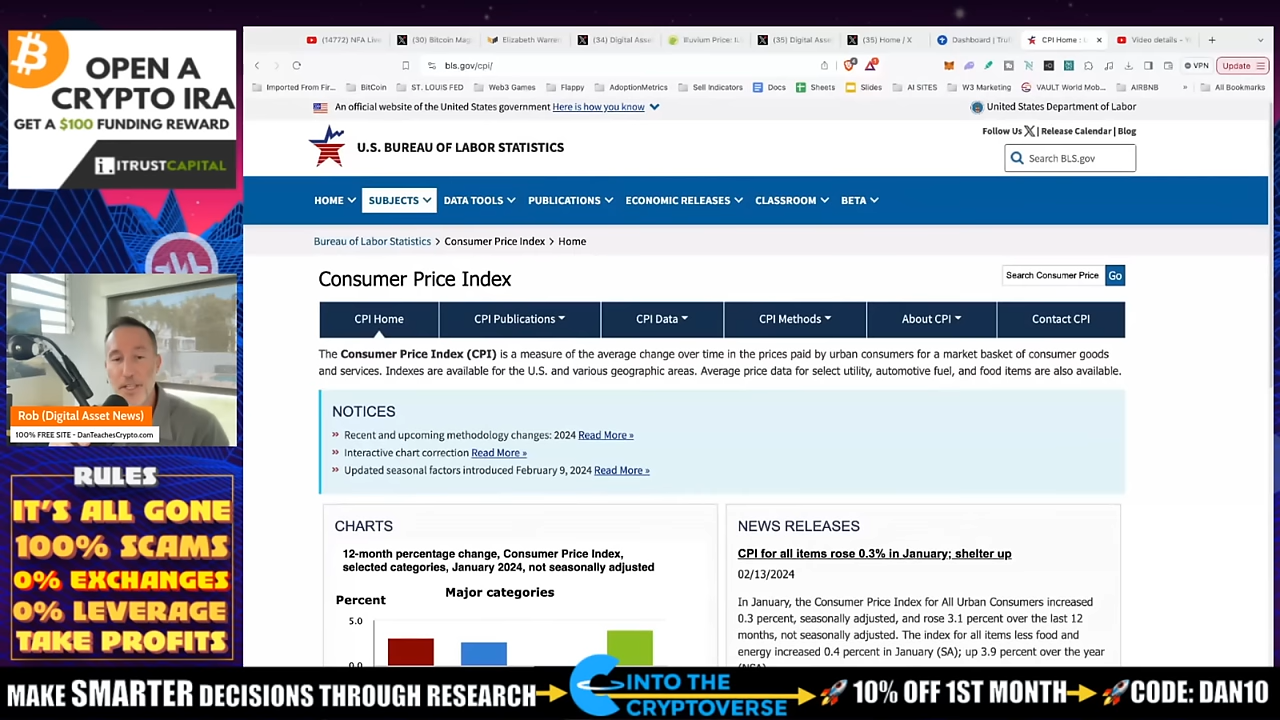 OPEN A
CRYPTO IRA
GET A $100 FUNDING REWARD
ITRUSTCAPITAL
Rob (Digital Asset News)
100% FREE SITE - DanTeachesCrypto.com
RULES
IT'S ALL GONE
100% SCAMS
0% EXCHANGES
0% LEVERAGE
TAKE PROFITS
(14772) NFA Live
(30) Bitcoin Mag
Elizabeth Warre
(34) Digital Asse
Illuvium Price: I
(35) Digital Asse
(35) Home / X
Dashboard | Tru
CPI Home :
Video details - Y
bls.gov/cpi/
VPN
Update
Imported From Fir...
BitCoin
ST. LOUIS FED
Web3 Games
Flappy
AdoptionMetrics
Sell Indicators
Docs
Sheets
Slides
AI SITES
W3 Marketing
VAULT World Mob...
AIRBNB
»
All Bookmarks
An official website of the United States government Here is how you know
United States Department of Labor
Follow Us X | Release Calendar | Blog
U.S. BUREAU OF LABOR STATISTICS
Search BLS.gov
HOME
SUBJECTS
DATA TOOLS
PUBLICATIONS
ECONOMIC RELEASES
CLASSROOM
BETA
Bureau of Labor Statistics > Consumer Price Index > Home
Consumer Price Index
Search Consumer Price
Go
CPI Home
CPI Publications
CPI Data
CPI Methods
About CPI
Contact CPI
The Consumer Price Index (CPI) is a measure of the average change over time in the prices paid by urban consumers for a market basket of consumer goods
and services. Indexes are available for the U.S. and various geographic areas. Average price data for select utility, automotive fuel, and food items are also available.
NOTICES
» Recent and upcoming methodology changes: 2024 Read More »
» Interactive chart correction Read More »
» Updated seasonal factors introduced February 9, 2024 Read More »
CHARTS
12-month percentage change, Consumer Price Index,
selected categories, January 2024, not seasonally adjusted
Major categories
Percent
5.0
0.0
NEWS RELEASES
CPI for all items rose 0.3% in January; shelter up
02/13/2024
In January, the Consumer Price Index for All Urban Consumers increased
0.3 percent, seasonally adjusted, and rose 3.1 percent over the last 12
months, not seasonally adjusted. The index for all items less food and
energy increased 0.4 percent in January (SA); up 3.9 percent over the year
(NSA).
MAKE SMARTER DECISIONS THROUGH RESEARCH
INTO THE
CRYPTOVERSE
10% OFF 1ST MONTH
CODE: DAN10